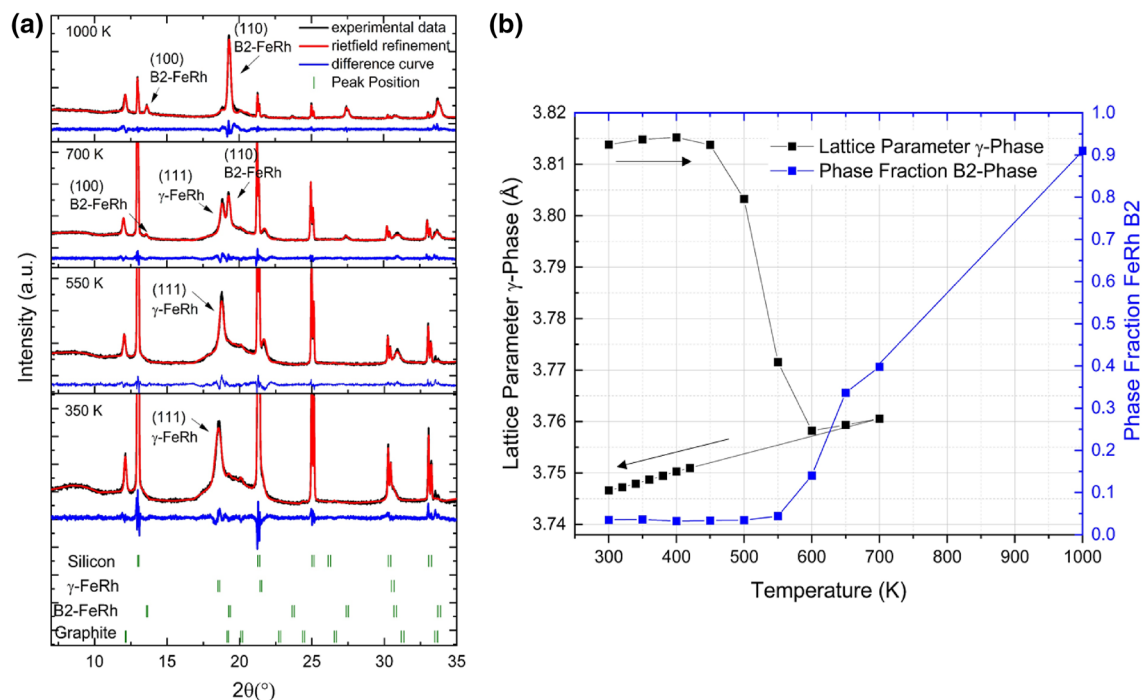 (a)
1000 K
(100)
B2-FeRh
(110)
B2-FeRh
experimental data
rietfield refinement
difference curve
Peak Position
700 K
(100)
B2-FeRh
(111)
γ-FeRh
(110)
B2-FeRh
550 K
(111)
γ-FeRh
350 K
(111)
γ-FeRh
Silicon
γ-FeRh
B2-FeRh
Graphite
10 15 20 25 30 35
2θ(°)
Intensity (a.u.)
(b)
Lattice Parameter γ-Phase
Phase Fraction B2-Phase
3.82
3.81
3.80
3.79
3.78
3.77
3.76
3.75
3.74
Lattice Parameter γ-Phase (Å)
1.0
0.9
0.8
0.7
0.6
0.5
0.4
0.3
0.2
0.1
0.0
Phase Fraction FeRh B2
300 400 500 600 700 800 900 1000
Temperature (K)